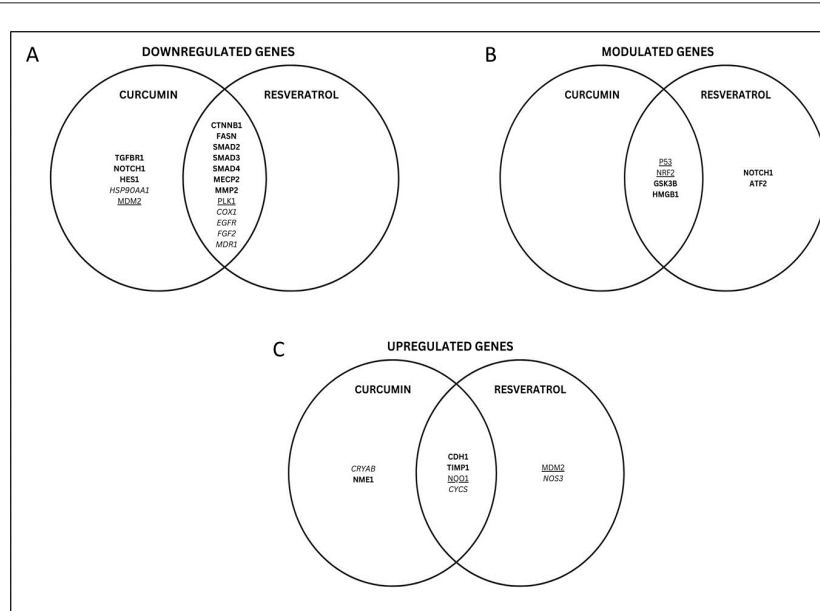 A
DOWNREGULATED GENES
CURCUMIN
RESVERATROL
TGFBR1
NOTCH1
HES1
HSP90AA1
MDM2
CTNNB1
FASN
SMAD2
SMAD3
SMAD4
MECP2
MMP2
PLK1
COX1
EGFR
FGF2
MDR1
B
MODULATED GENES
CURCUMIN
RESVERATROL
P53
NRF2
GSK3B
HMGB1
NOTCH1
ATF2
C
UPREGULATED GENES
CURCUMIN
RESVERATROL
CRYAB
NME1
CDH1
TIMP1
NQO1
CYCS
MDM2
NOS3